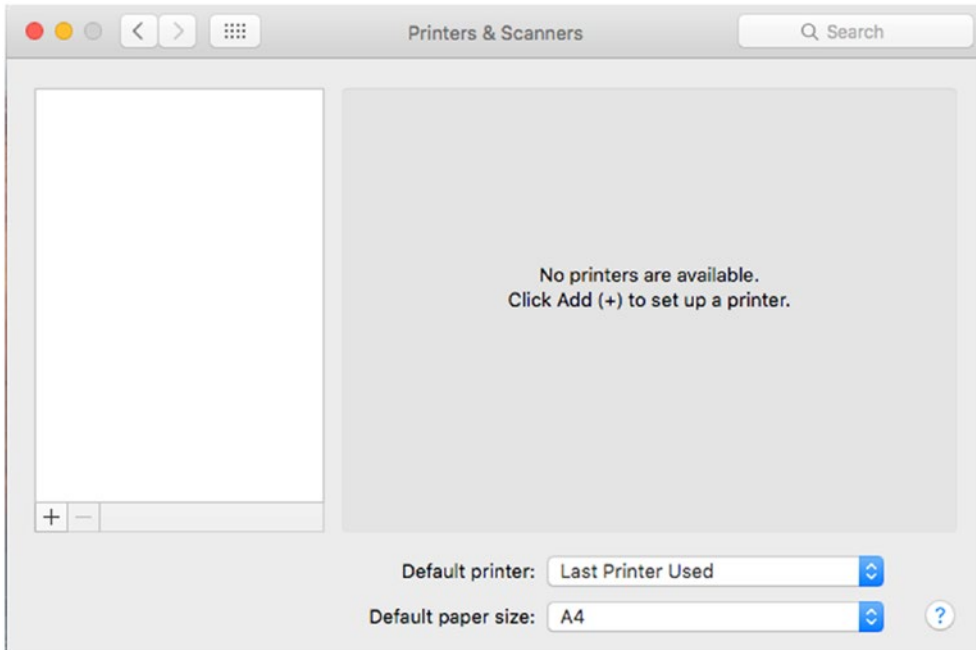 Printers & Scanners
Search
No printers are available.
Click Add (+) to set up a printer.
+ −
Default printer: Last Printer Used
Default paper size: A4
?